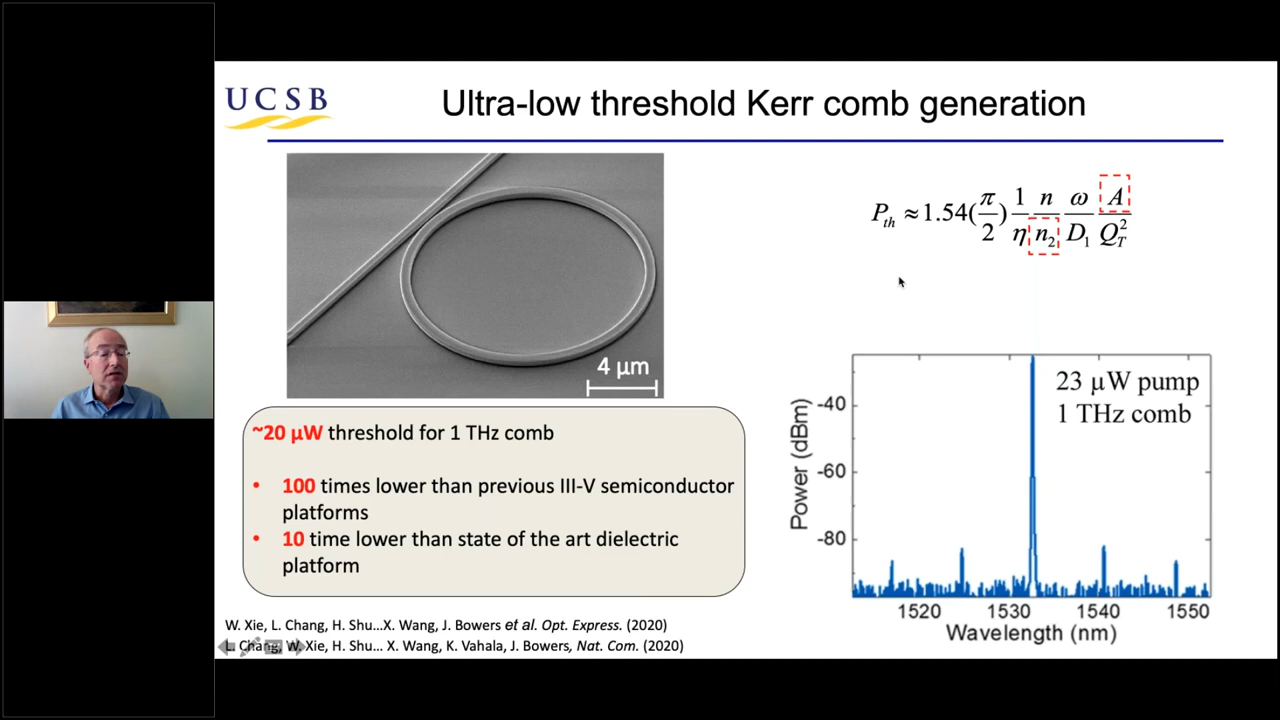 UCSB
Ultra-low threshold Kerr comb generation
4 μm
P_th ≈ 1.54(π/2) 1/η n/n_2 ω/D_1 A/Q_T^2
~20 μW threshold for 1 THz comb
• 100 times lower than previous III-V semiconductor
platforms
• 10 time lower than state of the art dielectric
platform
23 μW pump
1 THz comb
Power (dBm)
-40
-60
-80
1520 1530 1540 1550
Wavelength (nm)
W. Xie, L. Chang, H. Shu...X. Wang, J. Bowers et al. Opt. Express. (2020)
L. Chang, W. Xie, H. Shu... X. Wang, K. Vahala, J. Bowers, Nat. Com. (2020)